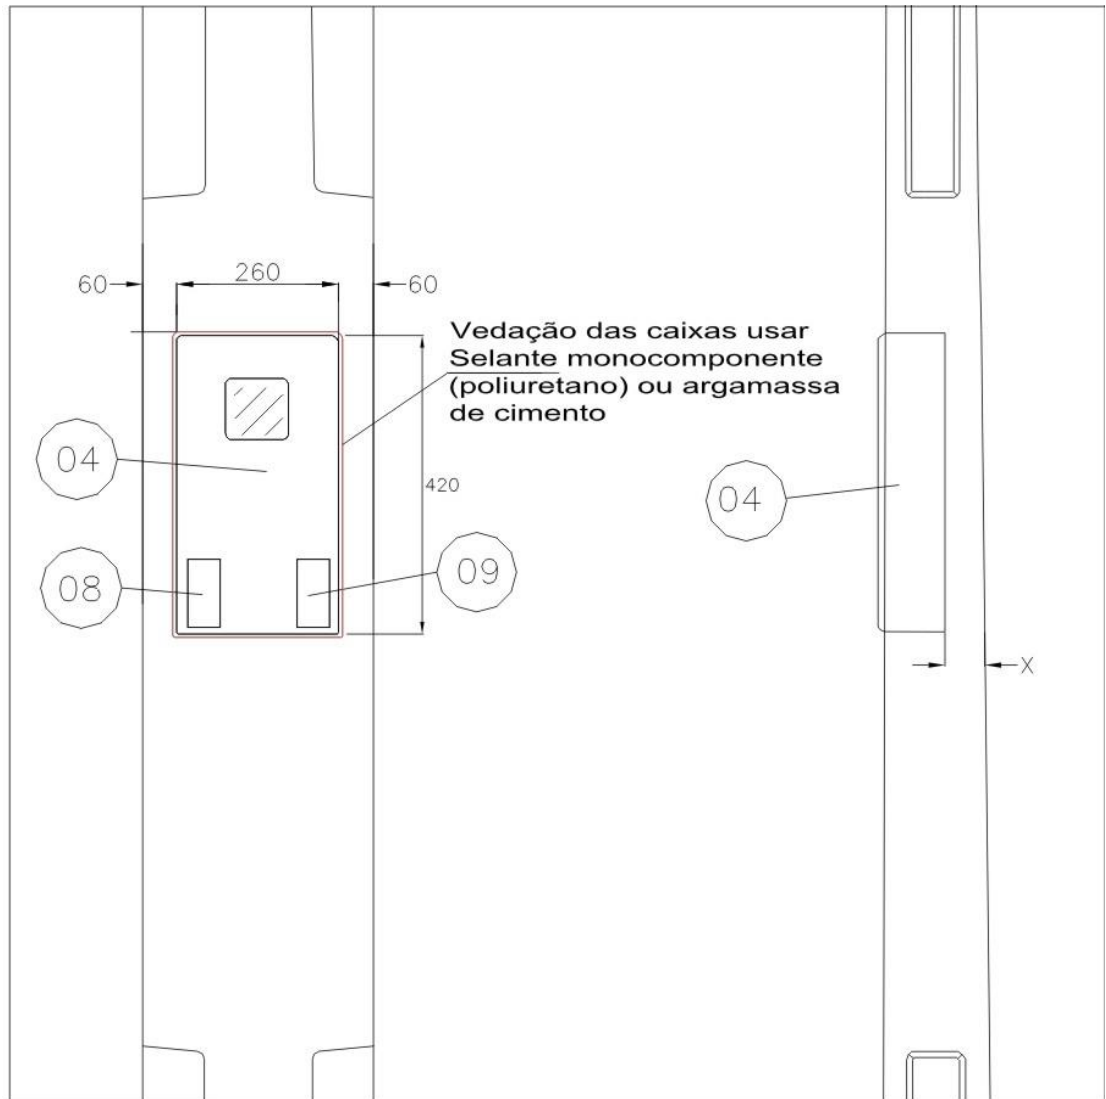 260
60
60
Vedação das caixas usar
Selante monocomponente
(poliuretano) ou argamassa
de cimento
04
420
04
08
09
X